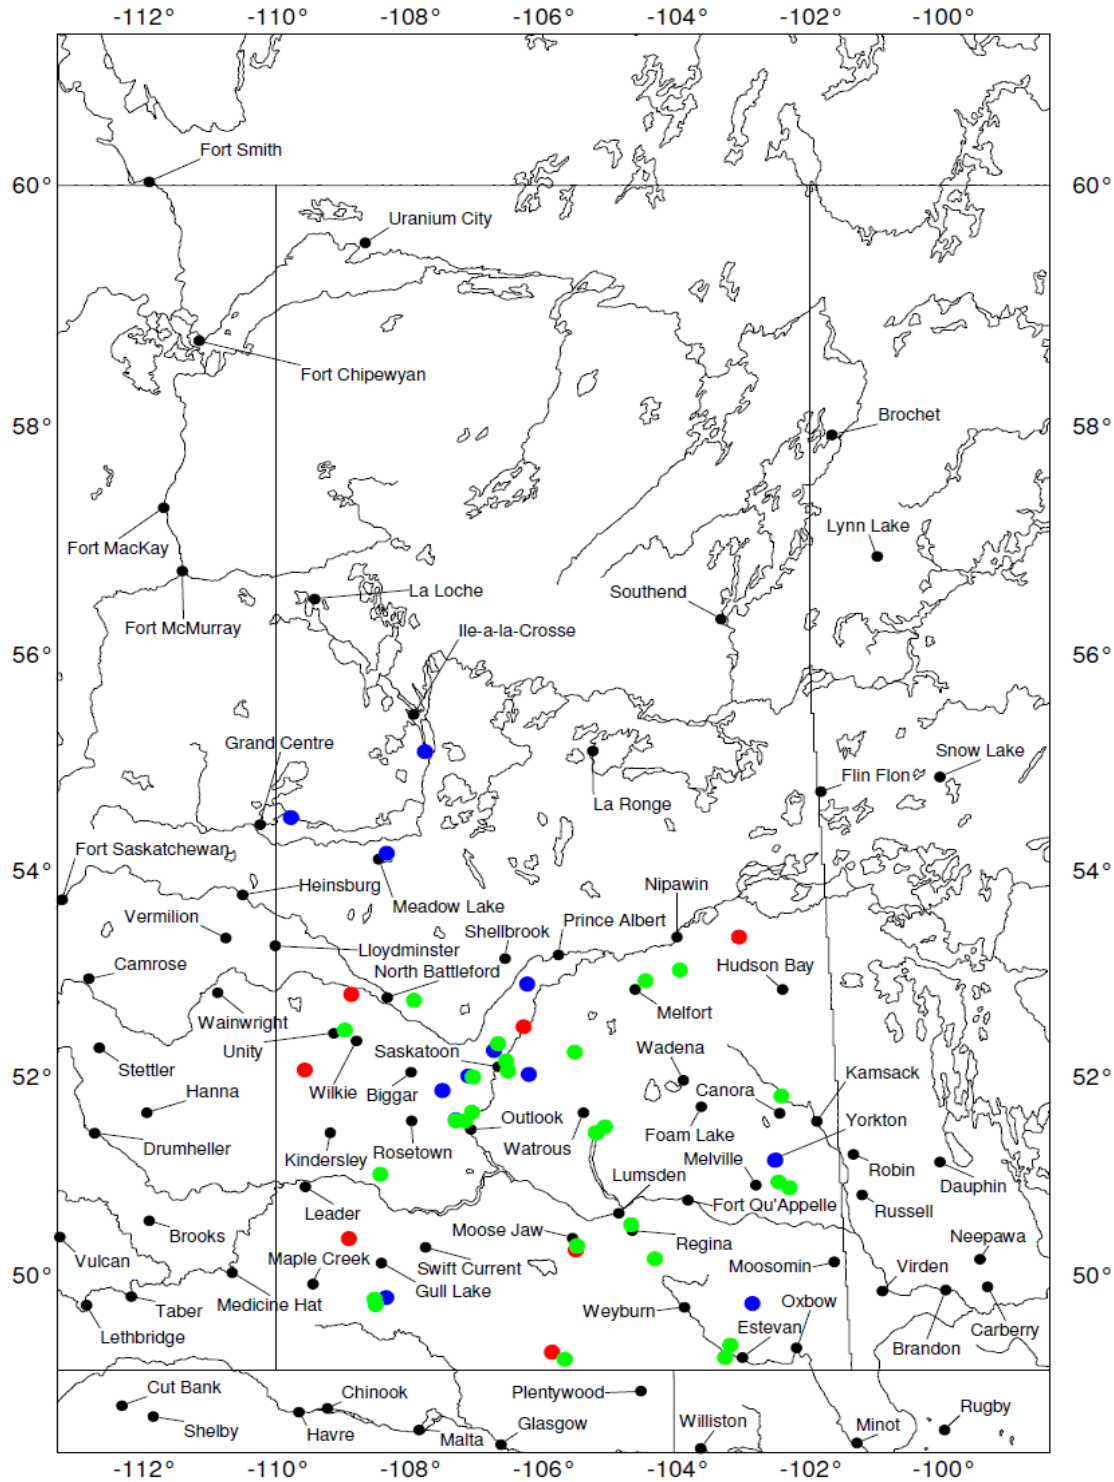 -112° -110° -108° -106° -104° -102° -100°
Fort Smith
60° 60°
Uranium City
Fort Chipewyan
58° 58°
Brochet
Lynn Lake
Fort MacKay
La Loche
Southend
Fort McMurray
Ile-a-la-Crosse
56° 56°
Grand Centre
Snow Lake
Flin Flon
La Ronge
Fort Saskatchewan
54° 54°
Heinsburg
Nipawin
Meadow Lake
Vermilion
Prince Albert
Shellbrook
Lloydminster
Camrose
North Battleford
Hudson Bay
Wainwright
Melfort
Unity
Saskatoon
Wadena
Stettler
52° 52°
Kamsack
Hanna
Wilkie
Biggar
Canora
Outlook
Yorkton
Foam Lake
Drumheller
Watrous
Rosetown
Kindersley
Melville
Robin
Lumsden
Dauphin
Leader
Fort Qu'Appelle
Russell
Moose Jaw
Brooks
Neepawa
Regina
Maple Creek
Vulcan
Swift Current
Moosomin
Virden
50° 50°
Gull Lake
Medicine Hat
Taber
Weyburn
Oxbow
Lethbridge
Estevan
Carberry
Brandon
Cut Bank
Chinook
Plentywood
Rugby
Williston
Glasgow
Minot
Shelby
Havre
Malta
-112° -110° -108° -106° -104° -102° -100°